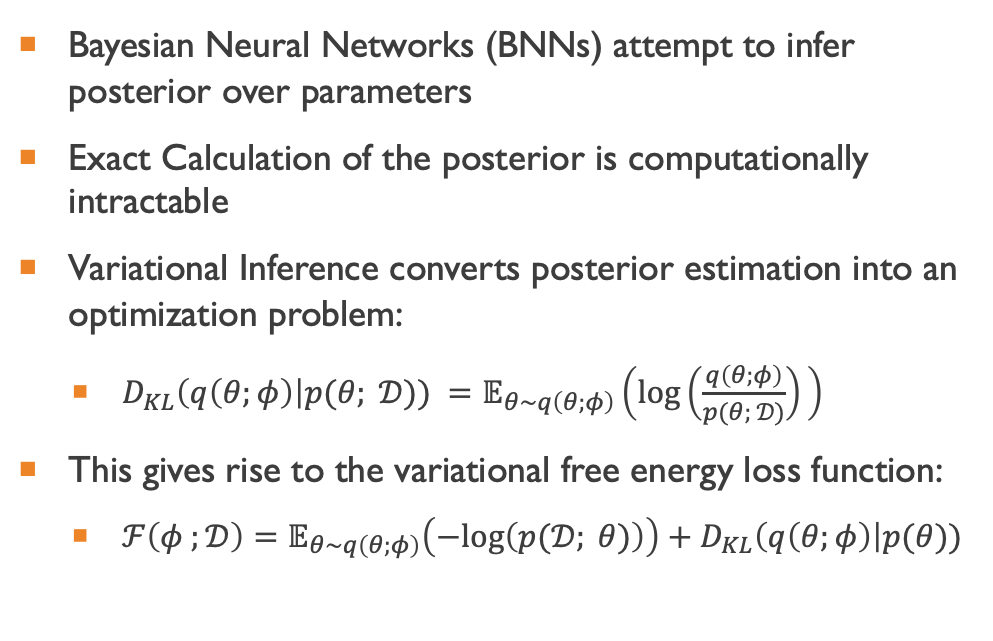 ▪ Bayesian Neural Networks (BNNs) attempt to infer
posterior over parameters
▪ Exact Calculation of the posterior is computationally
intractable
▪ Variational Inference converts posterior estimation into an
optimization problem:
▪ $D_{KL}(q(\theta;\phi)|p(\theta;\ \mathcal{D})) \ = \mathbb{E}_{\theta\sim q(\theta;\phi)}\left(\log\left(\frac{q(\theta;\phi)}{p(\theta;\mathcal{D})}\right)\right)$
▪ This gives rise to the variational free energy loss function:
▪ $\mathcal{F}(\phi\,;\mathcal{D}) = \mathbb{E}_{\theta\sim q(\theta;\phi)}(-\log(p(\mathcal{D};\ \theta))) + D_{KL}(q(\theta;\phi)|p(\theta))$